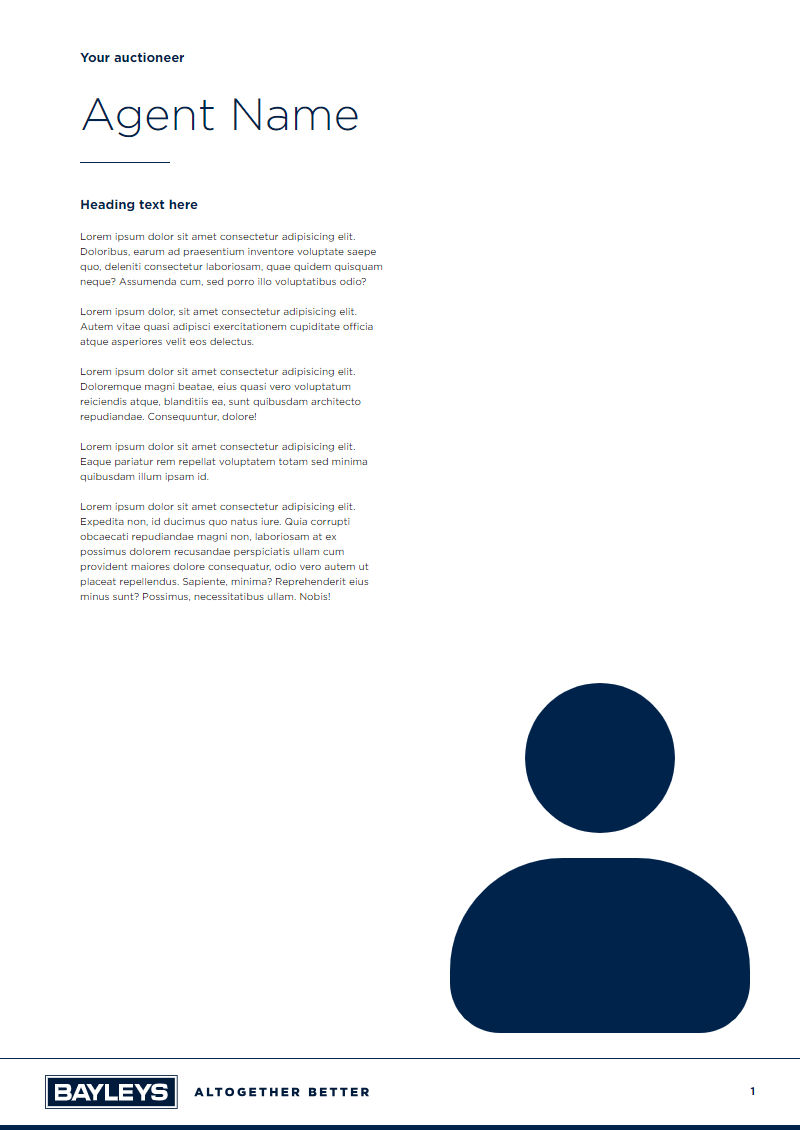 Your auctioneer
Agent Name
Heading text here
Lorem ipsum dolor sit amet consectetur adipisicing elit.
Doloribus, earum ad praesentium inventore voluptate saepe
quo, deleniti consectetur laboriosam, quae quidem quisquam
neque? Assumenda cum, sed porro illo voluptatibus odio?
Lorem ipsum dolor, sit amet consectetur adipisicing elit.
Autem vitae quasi adipisci exercitationem cupiditate officia
atque asperiores velit eos delectus.
Lorem ipsum dolor sit amet consectetur adipisicing elit.
Doloremque magni beatae, eius quasi vero voluptatum
reiciendis atque, blanditiis ea, sunt quibusdam architecto
repudiandae. Consequuntur, dolore!
Lorem ipsum dolor sit amet consectetur adipisicing elit.
Eaque pariatur rem repellat voluptatem totam sed minima
quibusdam illum ipsam id.
Lorem ipsum dolor sit amet consectetur adipisicing elit.
Expedita non, id ducimus quo natus iure. Quia corrupti
obcaecati repudiandae magni non, laboriosam at ex
possimus dolorem recusandae perspiciatis ullam cum
provident maiores dolore consequatur, odio vero autem ut
placeat repellendus. Sapiente, minima? Reprehenderit eius
minus sunt? Possimus, necessitatibus ullam. Nobis!
BAYLEYS ALTOGETHER BETTER 1